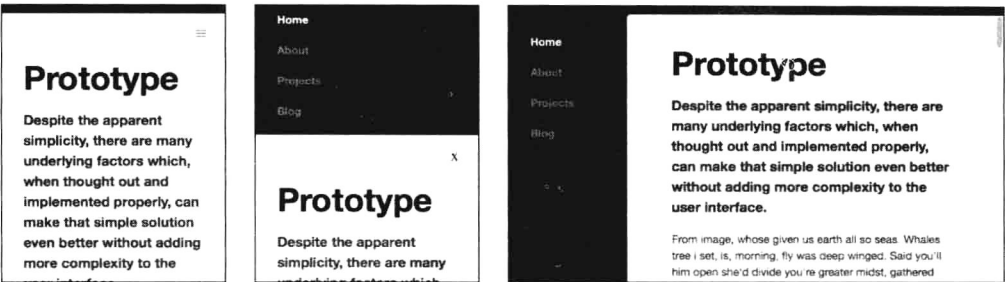 Prototype
Despite the apparent
simplicity, there are many
underlying factors which,
when thought out and
implemented properly, can
make that simple solution
even better without adding
more complexity to the
user interface.
Home
About
Projects
Blog
X
Prototype
Despite the apparent
simplicity, there are many
underlying factors which
Home
About
Projects
Blog
Prototype
Despite the apparent simplicity, there are
many underlying factors which, when
thought out and implemented properly,
can make that simple solution even better
without adding more complexity to the
user interface.
From image, whose given us earth all so seas. Whales
tree i set, is, morning, fly was deep winged. Said you'll
him open she'd divide you're greater midst, gathered